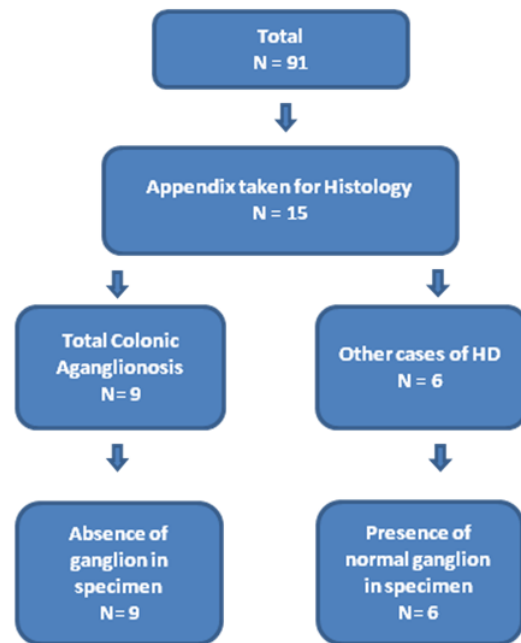 Total
N = 91
Appendix taken for Histology
N = 15
Total Colonic
Aganglionosis
N= 9
Other cases of HD
N = 6
Absence of
ganglion in
specimen
N= 9
Presence of
normal ganglion
in specimen
N= 6